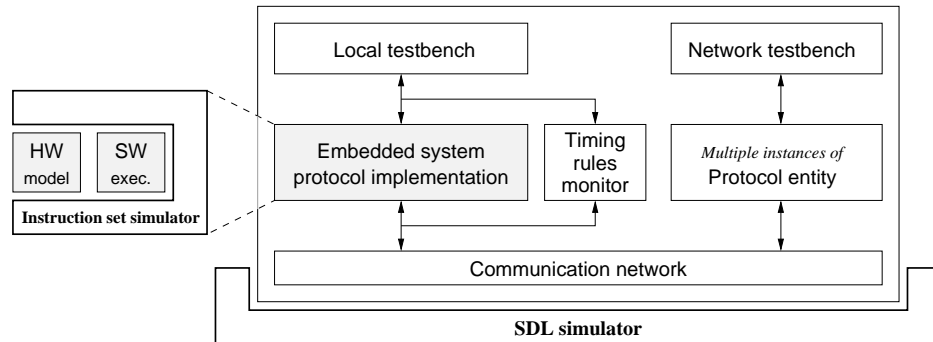 Local testbench
Network testbench
HW
model
SW
exec.
Instruction set simulator
Embedded system
protocol implementation
Timing
rules
monitor
Multiple instances of
Protocol entity
Communication network
SDL simulator